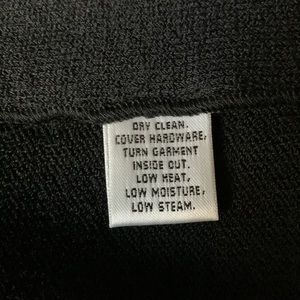 DRY CLEAN.
COVER HARDWARE,
TURN GARMENT
INSIDE OUT.
LOW HEAT,
LOW MOISTURE,
LOW STEAM.